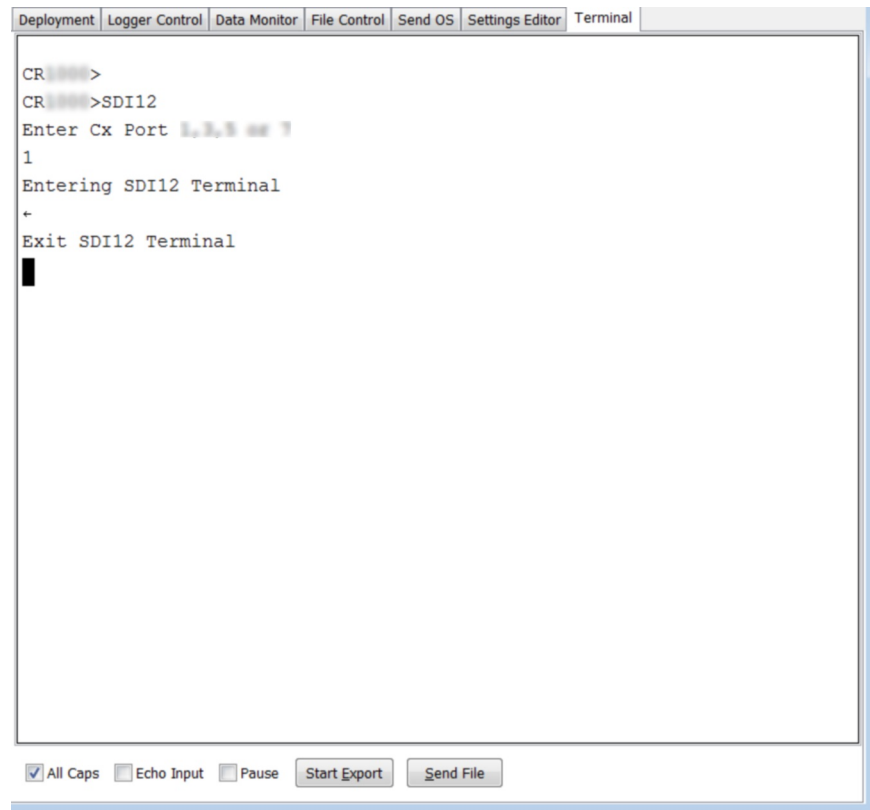 Deployment Logger Control Data Monitor File Control Send OS Settings Editor Terminal
CR >
CR >SDI12
Enter Cx Port
1
Entering SDI12 Terminal
←
Exit SDI12 Terminal
All Caps Echo Input Pause Start Export Send File